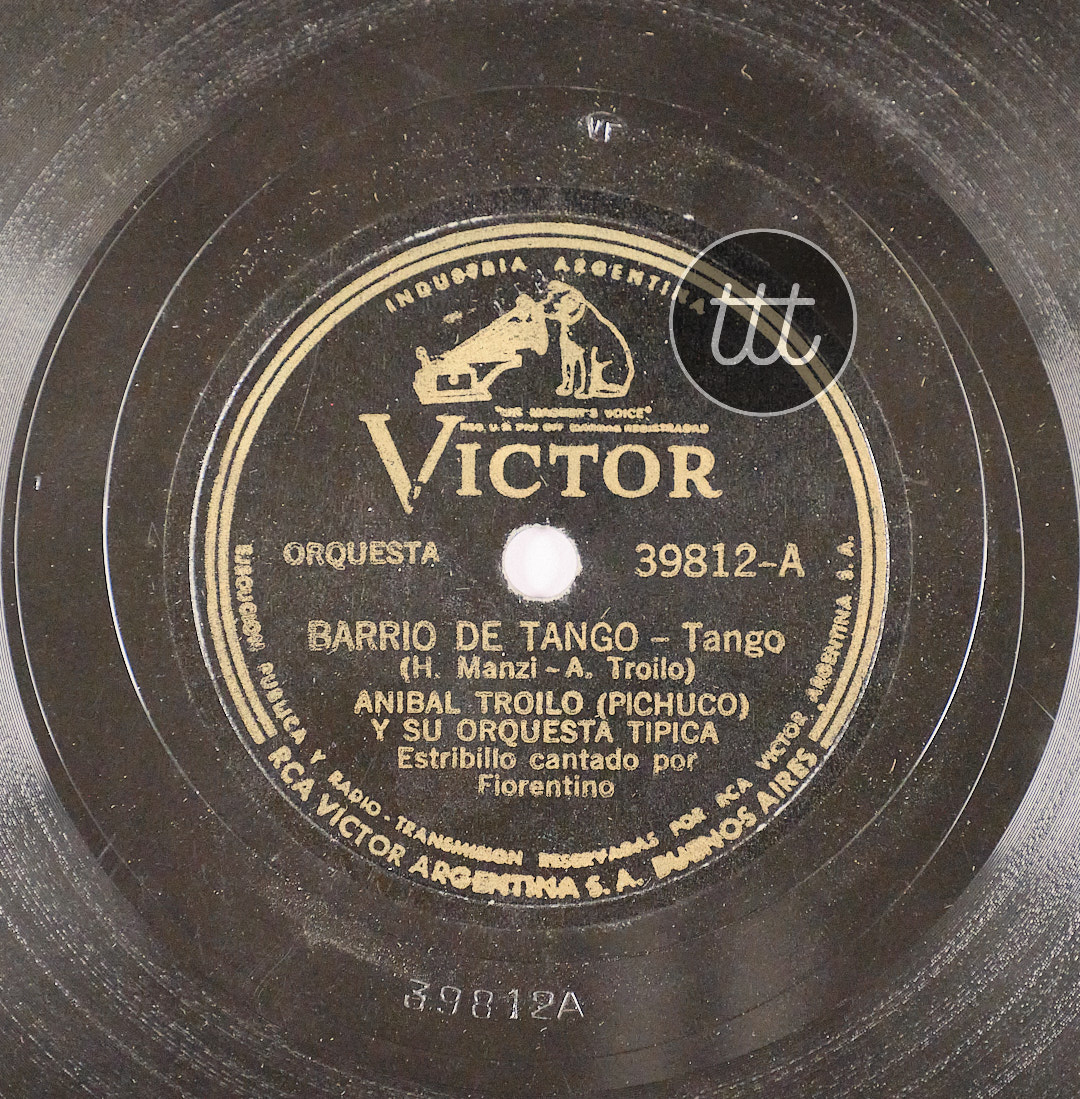 VF
INDUSTRIA ARGENTINA
ttt
"HIS MASTER'S VOICE"
VICTOR
ORQUESTA
39812-A
BARRIO DE TANGO - Tango
(H. Manzi - A. Troilo)
ANIBAL TROILO (PICHUCO)
Y SU ORQUESTA TIPICA
Estribillo cantado por
Fiorentino
EJECUCION PUBLICA Y RADIO-TRANSMISION RESERVADAS POR RCA VICTOR ARGENTINA S. A.
RCA VICTOR ARGENTINA S. A. BUENOS AIRES
39812A